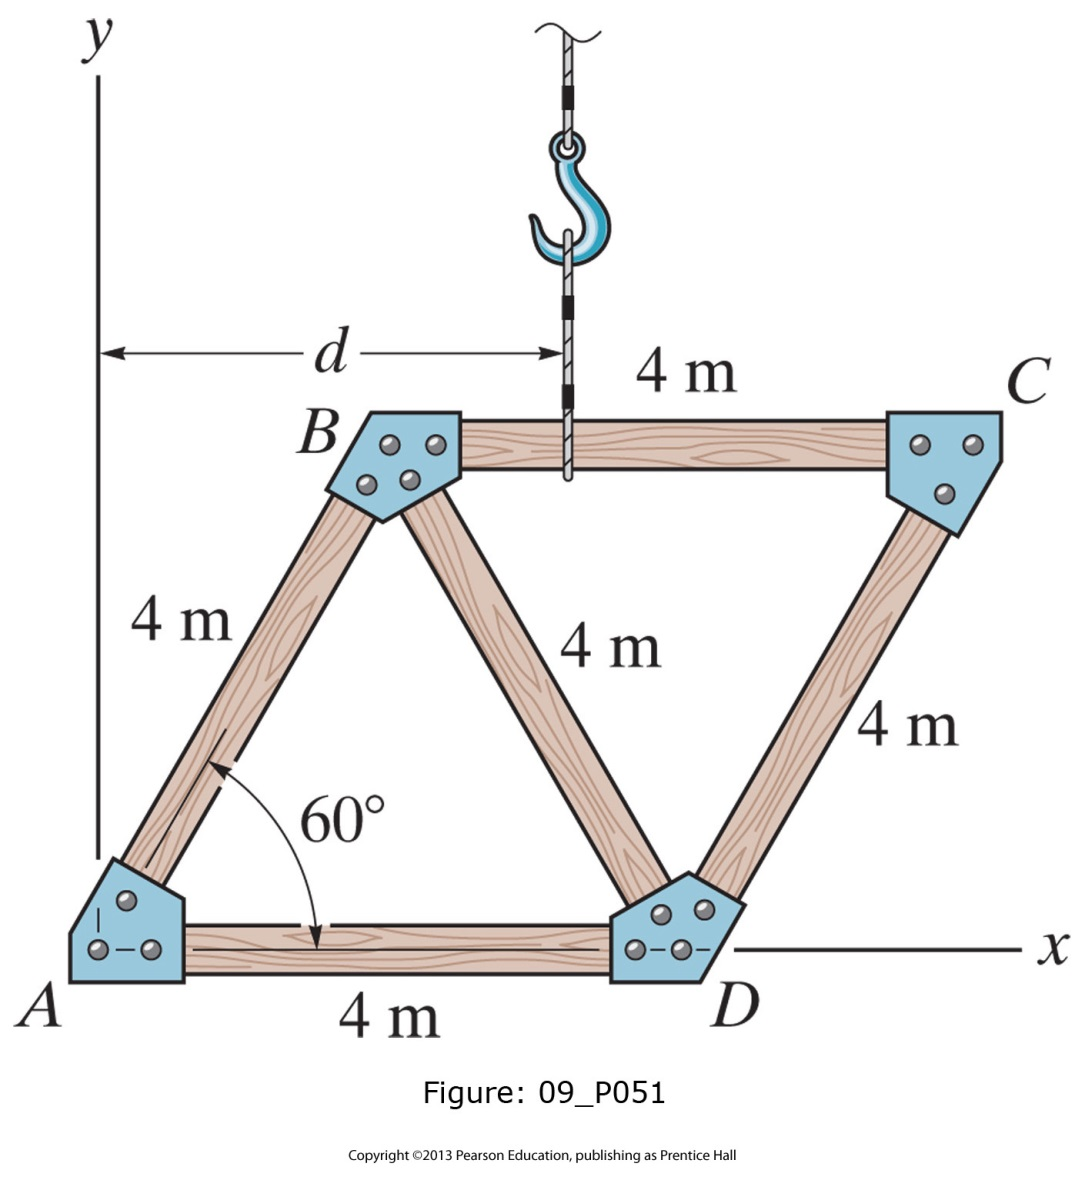 y
d
4 m
C
B
4 m
4 m
4 m
60°
x
A
D
4 m
Figure: 09_P051
Copyright ©2013 Pearson Education, publishing as Prentice Hall